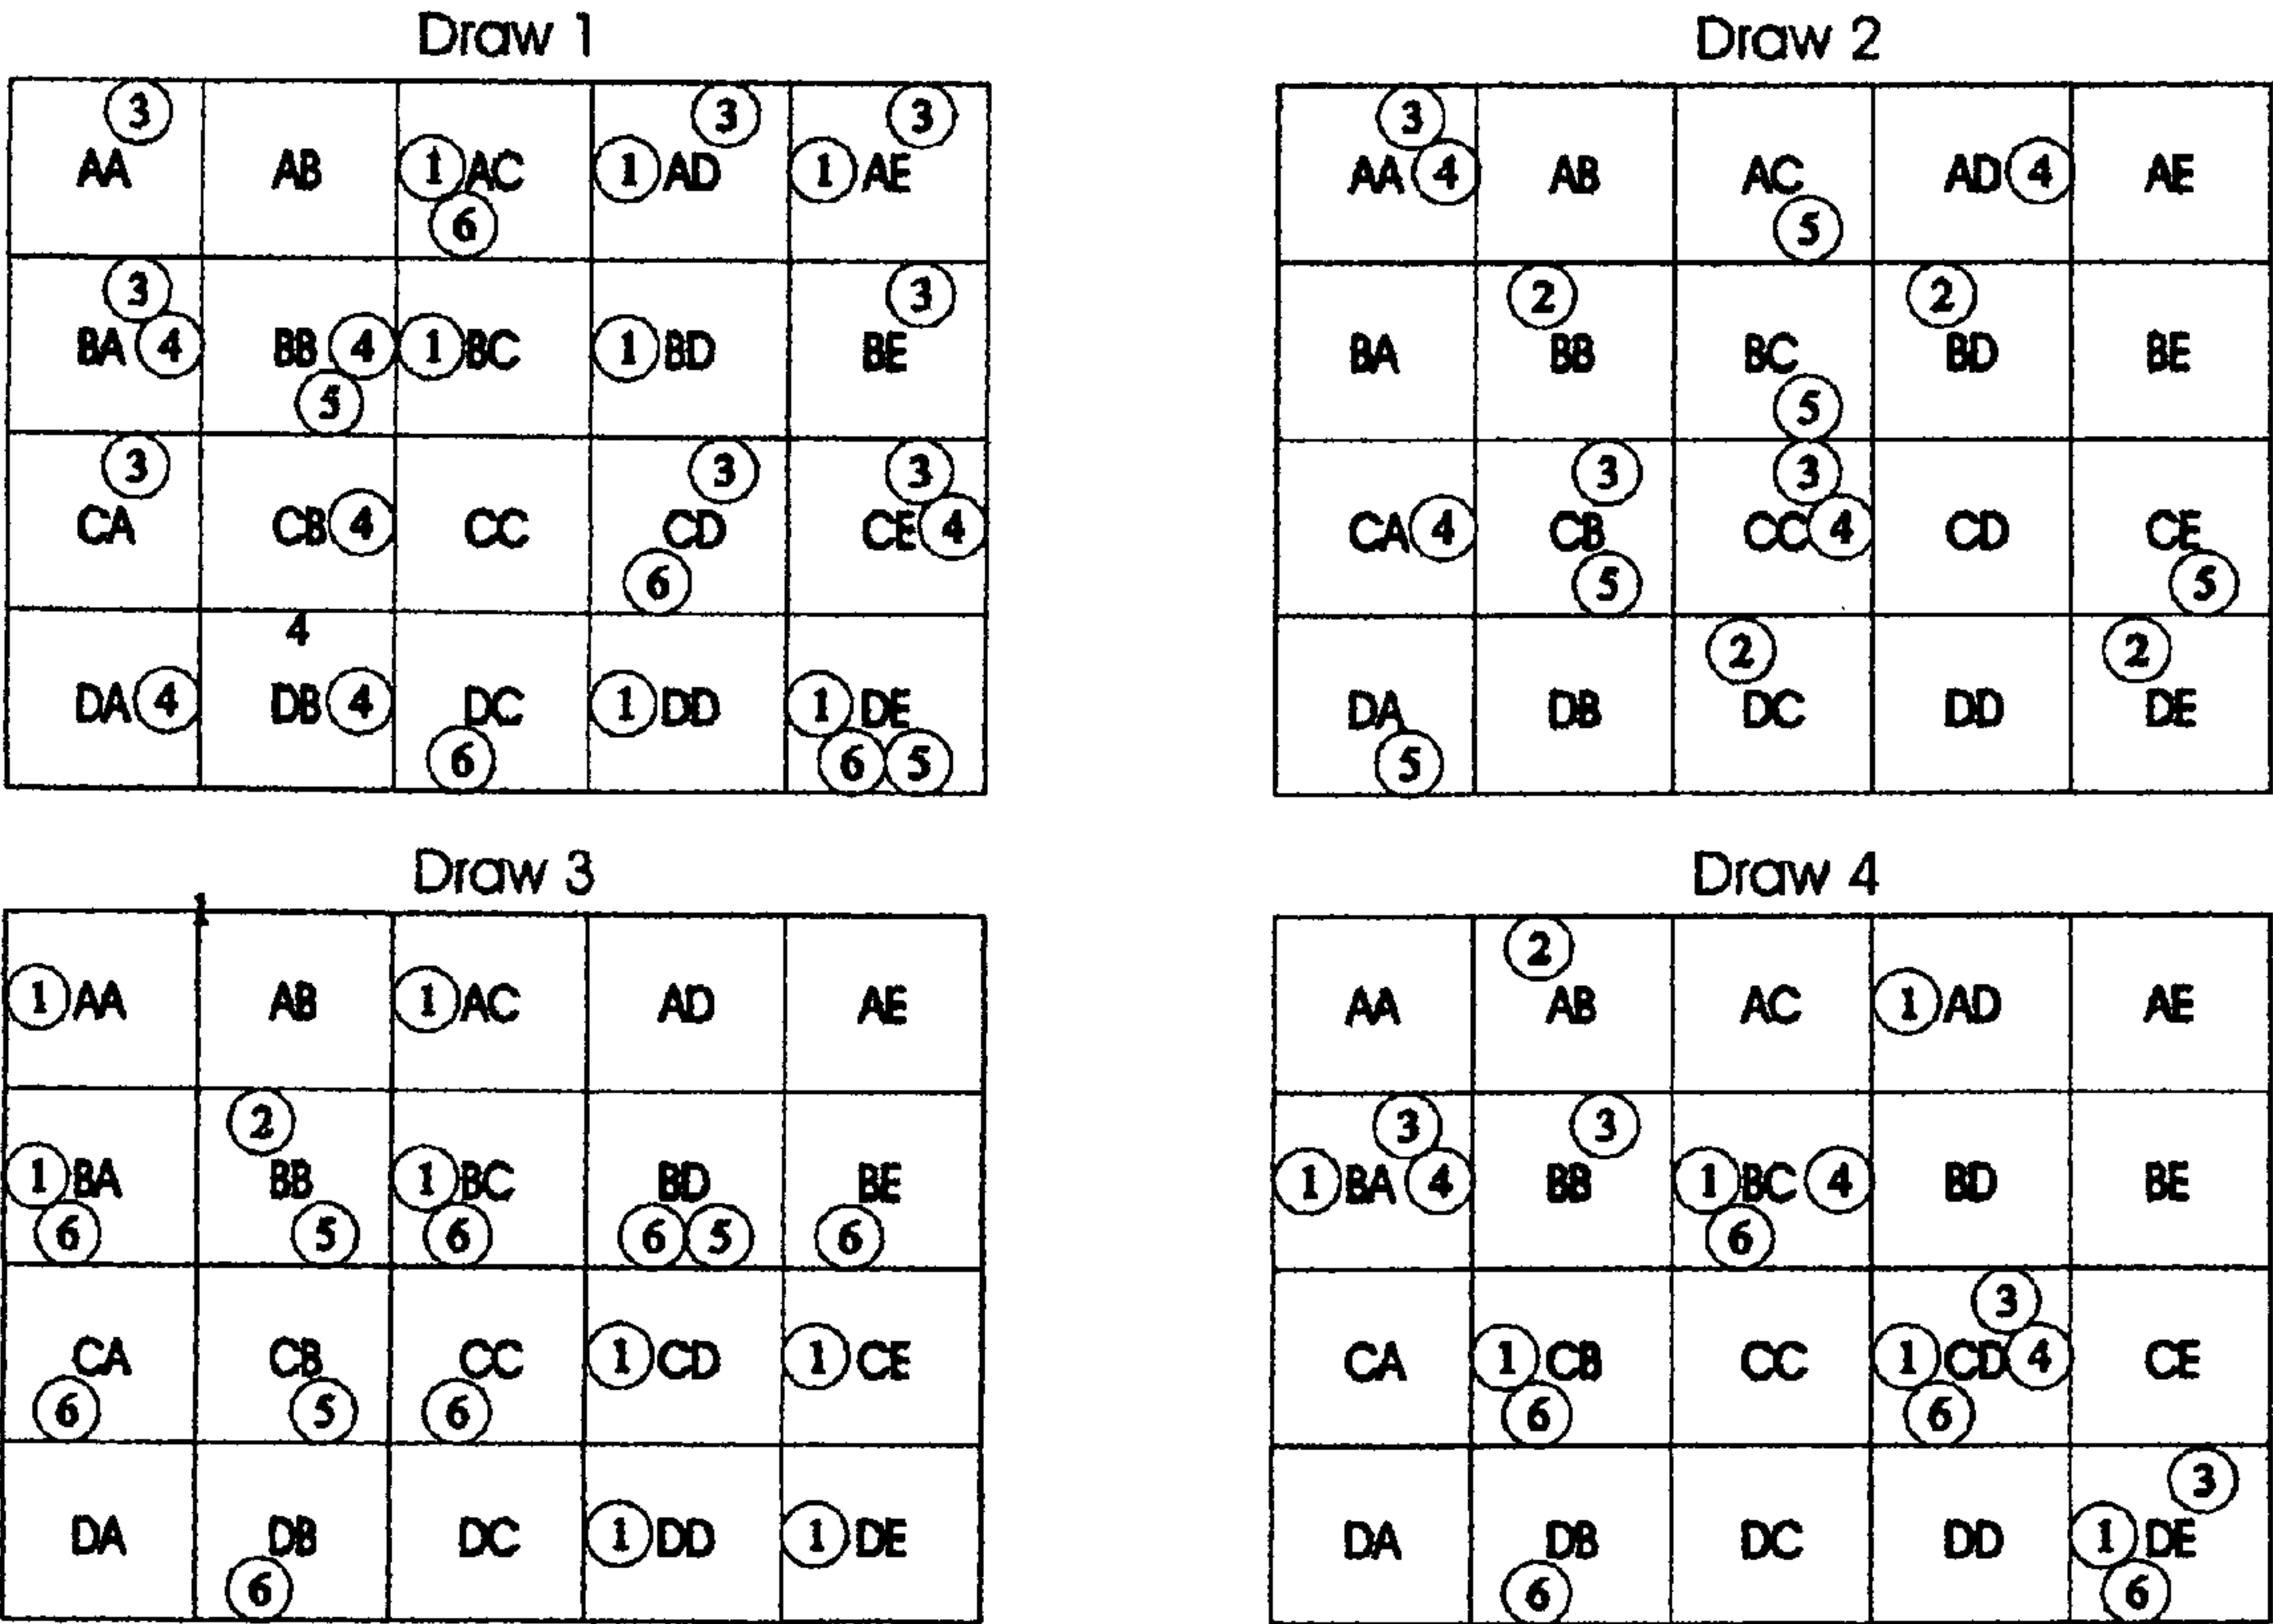 Draw 1
3 3 3
AA AB 1 AC 1 AD 1 AE
6
3 3
BA 4 BB 4 1 BC 1 BD BE
5
3 3 3
CA CB 4 CC CD CE 4
6
4
DA 4 DB 4 DC 1 DD 1 DE
6 6 5
Draw 2
3
AA 4 AB AC AD 4 AE
5
2 2
BA BB BC BD BE
5
3 3
CA 4 CB CC 4 CD CE
5 5
2 2
DA DB DC DD DE
5
Draw 3
1
1 AA AB 1 AC AD AE
2
1 BA BB 1 BC BD BE
6 5 6 6 5 6
CA CB CC 1 CD 1 CE
6 5 6
DA DB DC 1 DD 1 DE
6
Draw 4
2
AA AB AC 1 AD AE
3 3
1 BA 4 BB 1 BC 4 BD BE
6
3
CA 1 CB CC 1 CD 4 CE
6 6
3
DA DB DC DD 1 DE
6 6